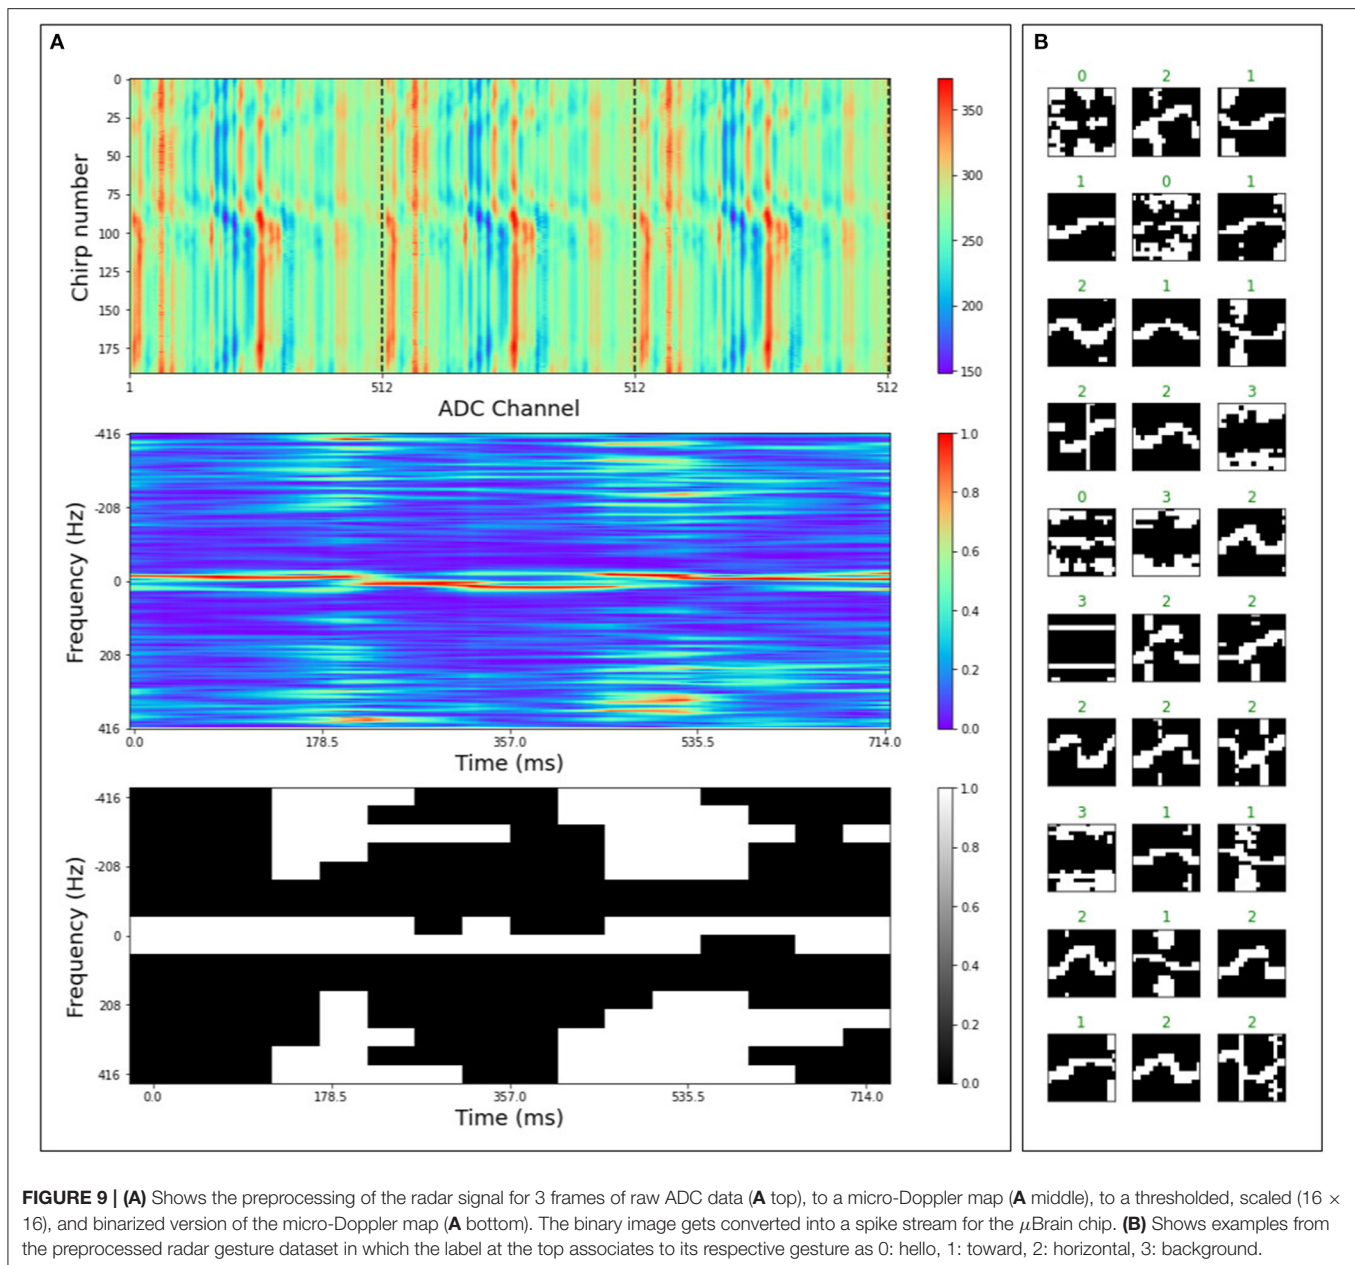 A
0
25
50
75
100
125
150
175
Chirp number
1
512
512
512
ADC Channel
350
300
250
200
150
-416
-208
0
208
416
Frequency (Hz)
0.0
178.5
357.0
535.5
714.0
Time (ms)
1.0
0.8
0.6
0.4
0.2
0.0
-416
-208
0
208
416
Frequency (Hz)
0.0
178.5
357.0
535.5
714.0
Time (ms)
1.0
0.8
0.6
0.4
0.2
0.0
B
0 2 1
1 0 1
2 1 1
2 2 3
0 3 2
3 2 2
2 2 2
3 1 1
2 1 2
1 2 2
FIGURE 9 | (A) Shows the preprocessing of the radar signal for 3 frames of raw ADC data (A top), to a micro-Doppler map (A middle), to a thresholded, scaled (16 ×
16), and binarized version of the micro-Doppler map (A bottom). The binary image gets converted into a spike stream for the μBrain chip. (B) Shows examples from
the preprocessed radar gesture dataset in which the label at the top associates to its respective gesture as 0: hello, 1: toward, 2: horizontal, 3: background.